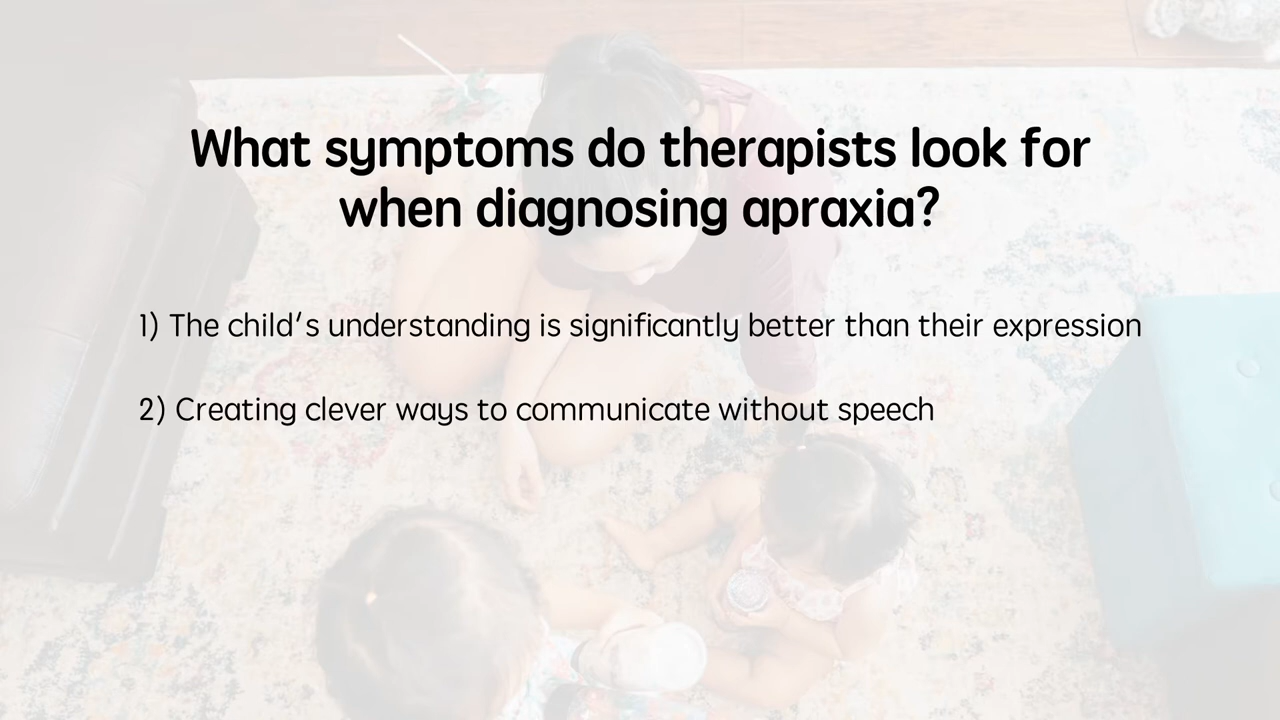 What symptoms do therapists look for
when diagnosing apraxia?
1) The child's understanding is significantly better than their expression
2) Creating clever ways to communicate without speech